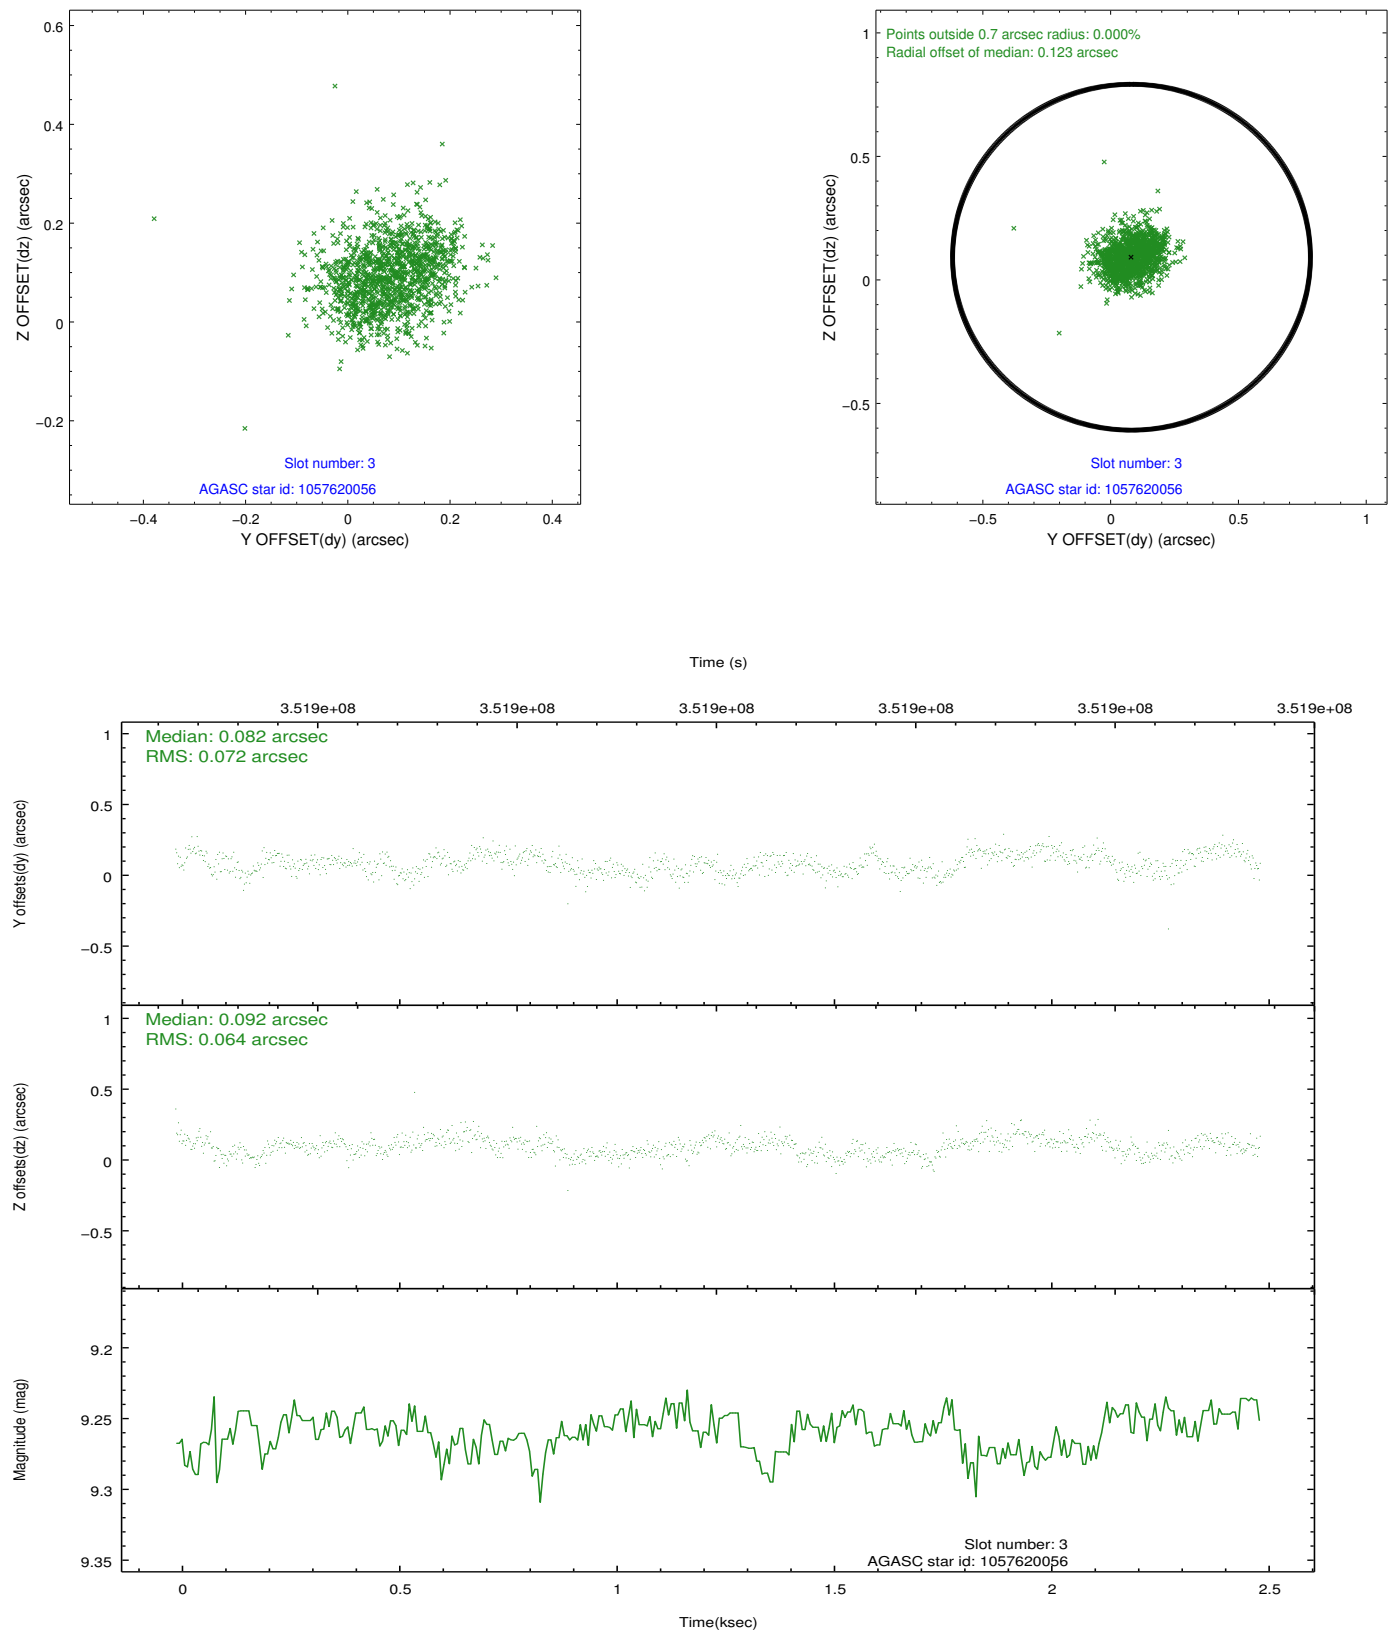 0.6
0.4
0.2
0
−0.2
−0.4
−0.2
0
0.2
0.4
Z OFFSET(dz) (arcsec)
Y OFFSET(dy) (arcsec)
Slot number: 3
AGASC star id: 1057620056
Points outside 0.7 arcsec radius: 0.000%
Radial offset of median: 0.123 arcsec
1
0.5
0
−0.5
−0.5
0
0.5
1
Z OFFSET(dz) (arcsec)
Y OFFSET(dy) (arcsec)
Slot number: 3
AGASC star id: 1057620056
Time (s)
3.519e+08 3.519e+08 3.519e+08 3.519e+08 3.519e+08 3.519e+08
Median: 0.082 arcsec
RMS: 0.072 arcsec
1
0.5
0
−0.5
Y offsets(dy) (arcsec)
Median: 0.092 arcsec
RMS: 0.064 arcsec
1
0.5
0
−0.5
Z offsets(dz) (arcsec)
9.2
9.25
9.3
9.35
Magnitude (mag)
Slot number: 3
AGASC star id: 1057620056
0 0.5 1 1.5 2 2.5
Time(ksec)